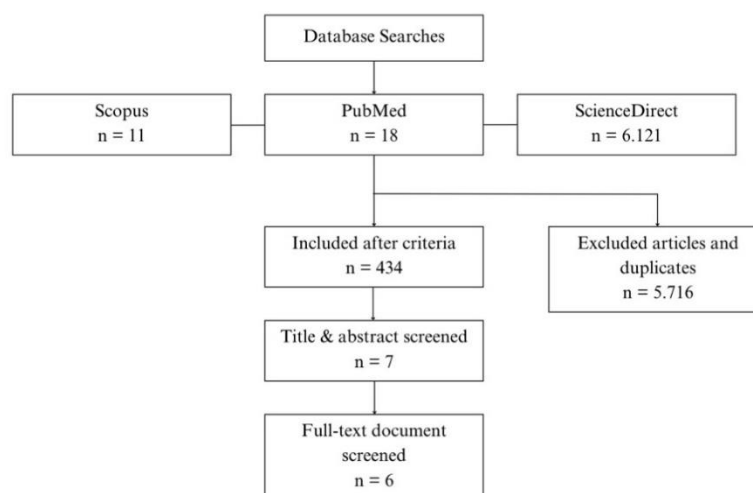 Database Searches
Scopus
n = 11
PubMed
n = 18
ScienceDirect
n = 6.121
Included after criteria
n = 434
Excluded articles and
duplicates
n = 5.716
Title & abstract screened
n = 7
Full-text document
screened
n = 6